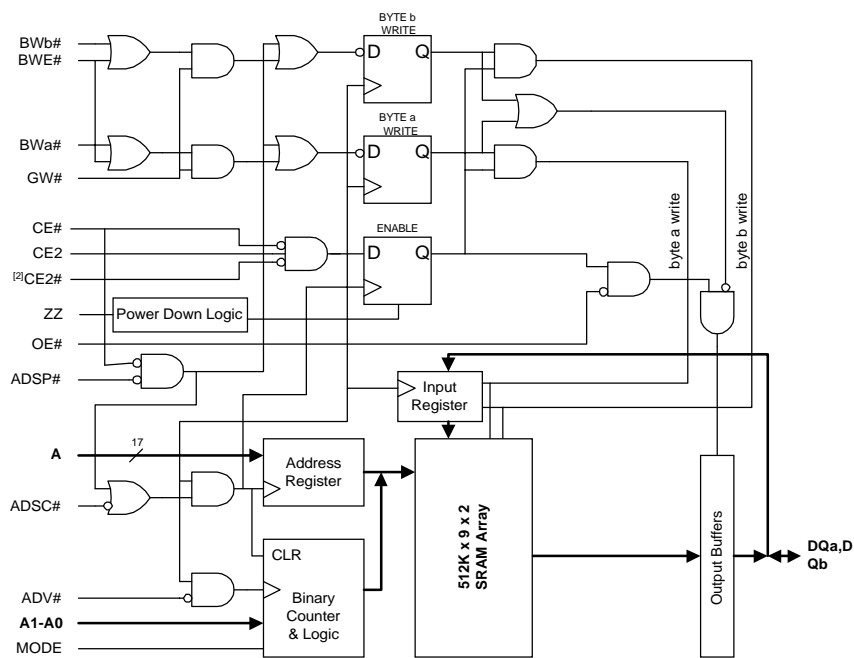 BWb#
BWE#
BYTE b
WRITE
D
Q
BWa#
GW#
BYTE a
WRITE
D
Q
CE#
CE2
[2]CE2#
ENABLE
D
Q
ZZ
Power Down Logic
OE#
ADSP#
byte a write
byte b write
Input
Register
A
17
Address
Register
ADSC#
CLR
Binary
Counter
& Logic
ADV#
A1-A0
MODE
512K x 9 x 2
SRAM Array
Output Buffers
DQa,D
Qb